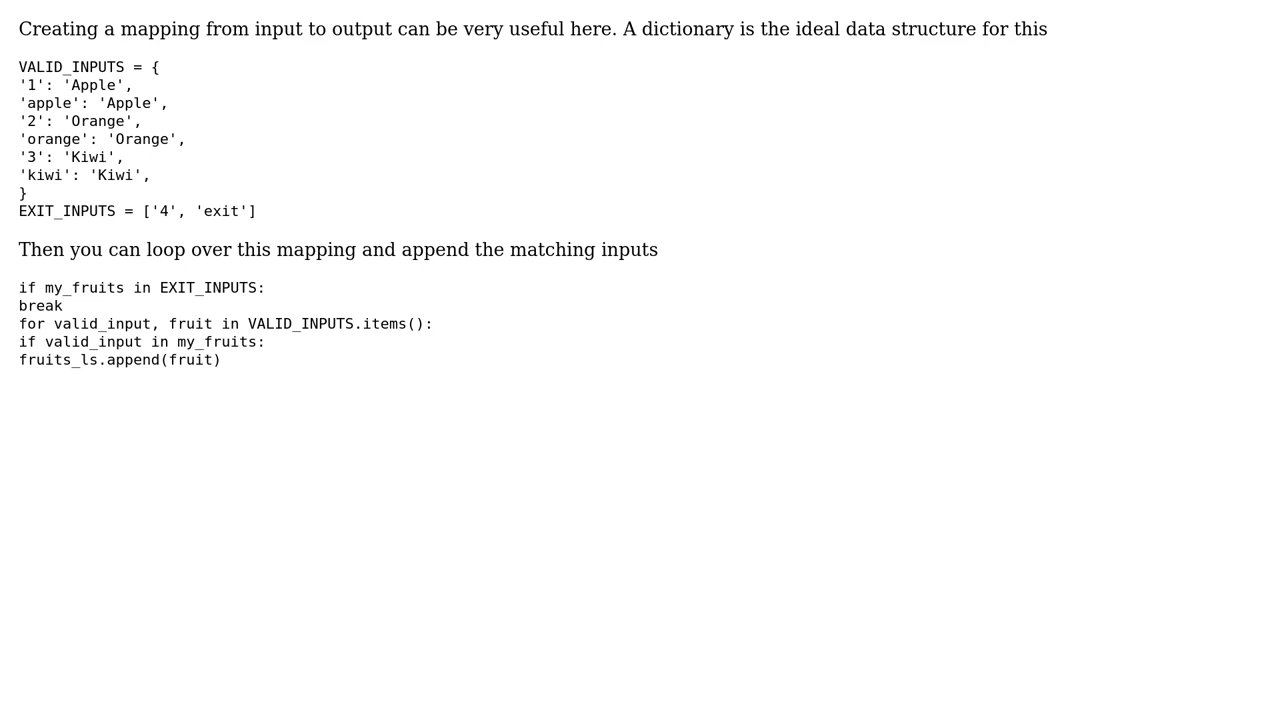 Creating a mapping from input to output can be very useful here. A dictionary is the ideal data structure for this
VALID_INPUTS = {
'1': 'Apple',
'apple': 'Apple',
'2': 'Orange',
'orange': 'Orange',
'3': 'Kiwi',
'kiwi': 'Kiwi',
}
EXIT_INPUTS = ['4', 'exit']
Then you can loop over this mapping and append the matching inputs
if my_fruits in EXIT_INPUTS:
break
for valid_input, fruit in VALID_INPUTS.items():
if valid_input in my_fruits:
fruits_ls.append(fruit)